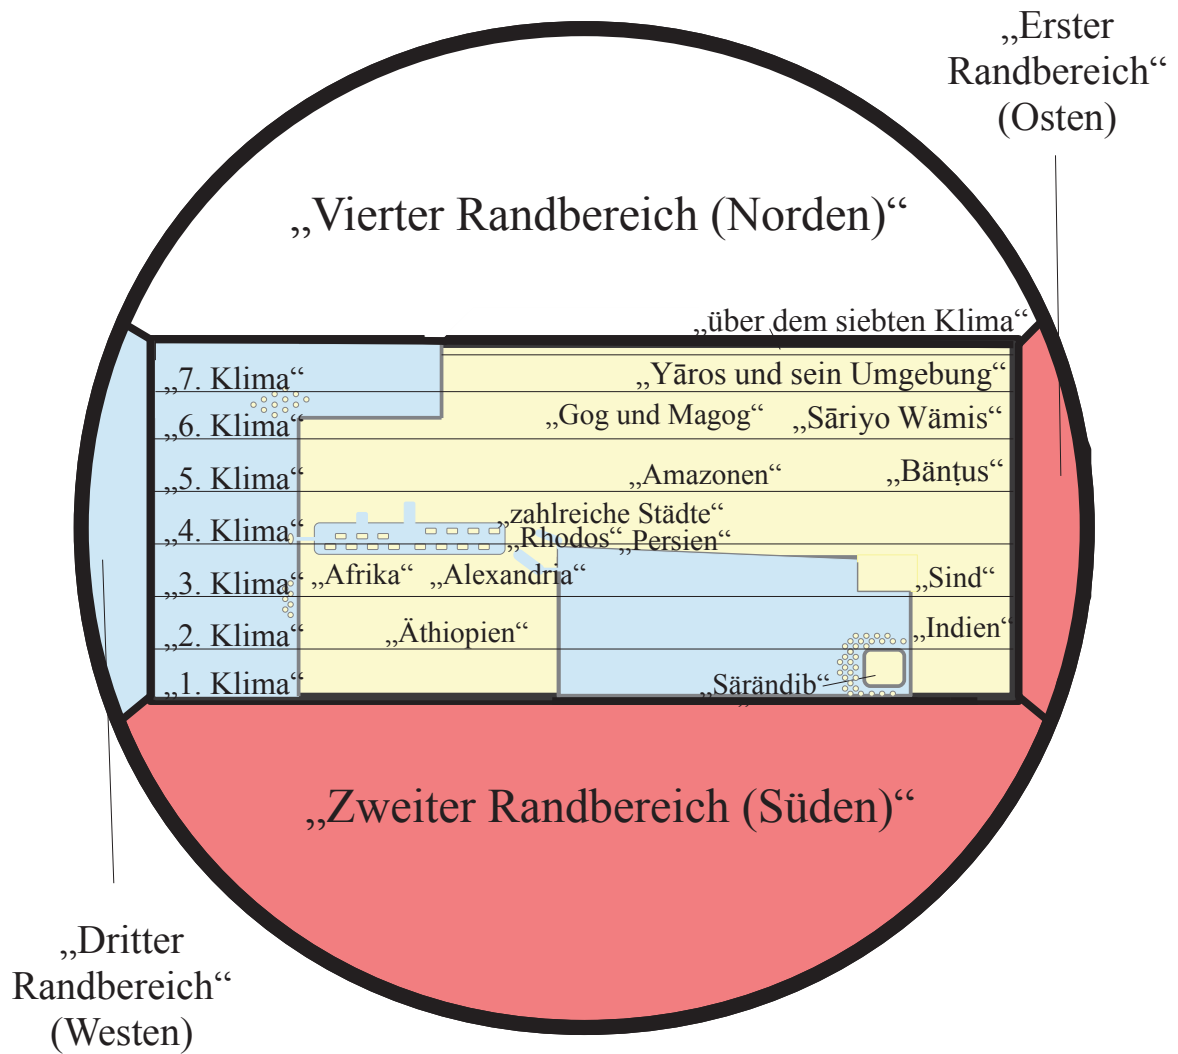 „Erster
Randbereich“
(Osten)
„Vierter Randbereich (Norden)“
„über dem siebten Klima“
„7. Klima“
„Yāros und sein Umgebung“
„Gog und Magog“
„Sāriyo Wämis“
„6. Klima“
„5. Klima“
„Amazonen“
„Bänṭus“
„zahlreiche Städte“
„4. Klima“
„Rhodos“
„Persien“
„3. Klima“
„Afrika“
„Alexandria“
„Sind“
„2. Klima“
„Äthiopien“
„Indien“
„1. Klima“
„Särändib“
„Zweiter Randbereich (Süden)“
„Dritter
Randbereich“
(Westen)